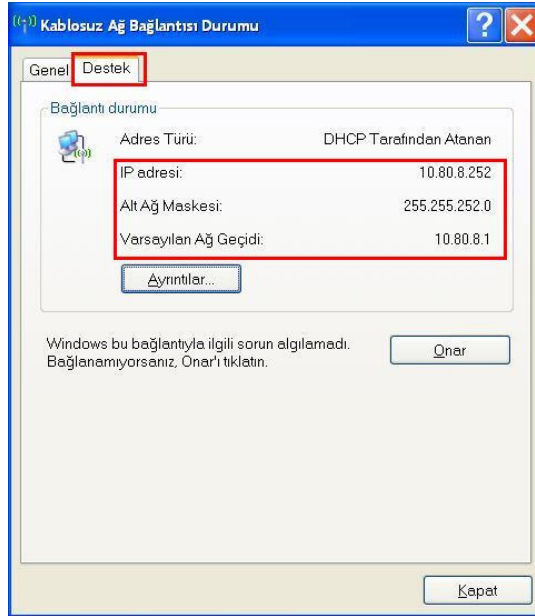 Kablosuz Ağ Bağlantısı Durumu
Genel Destek
Bağlantı durumu
Adres Türü: DHCP Tarafından Atanan
IP adresi: 10.80.8.252
Alt Ağ Maskesi: 255.255.252.0
Varsayılan Ağ Geçidi: 10.80.8.1
Ayrıntılar...
Windows bu bağlantıyla ilgili sorun algılamadı.
Bağlanamıyorsanız, Onar'ı tıklatın.
Onar
Kapat